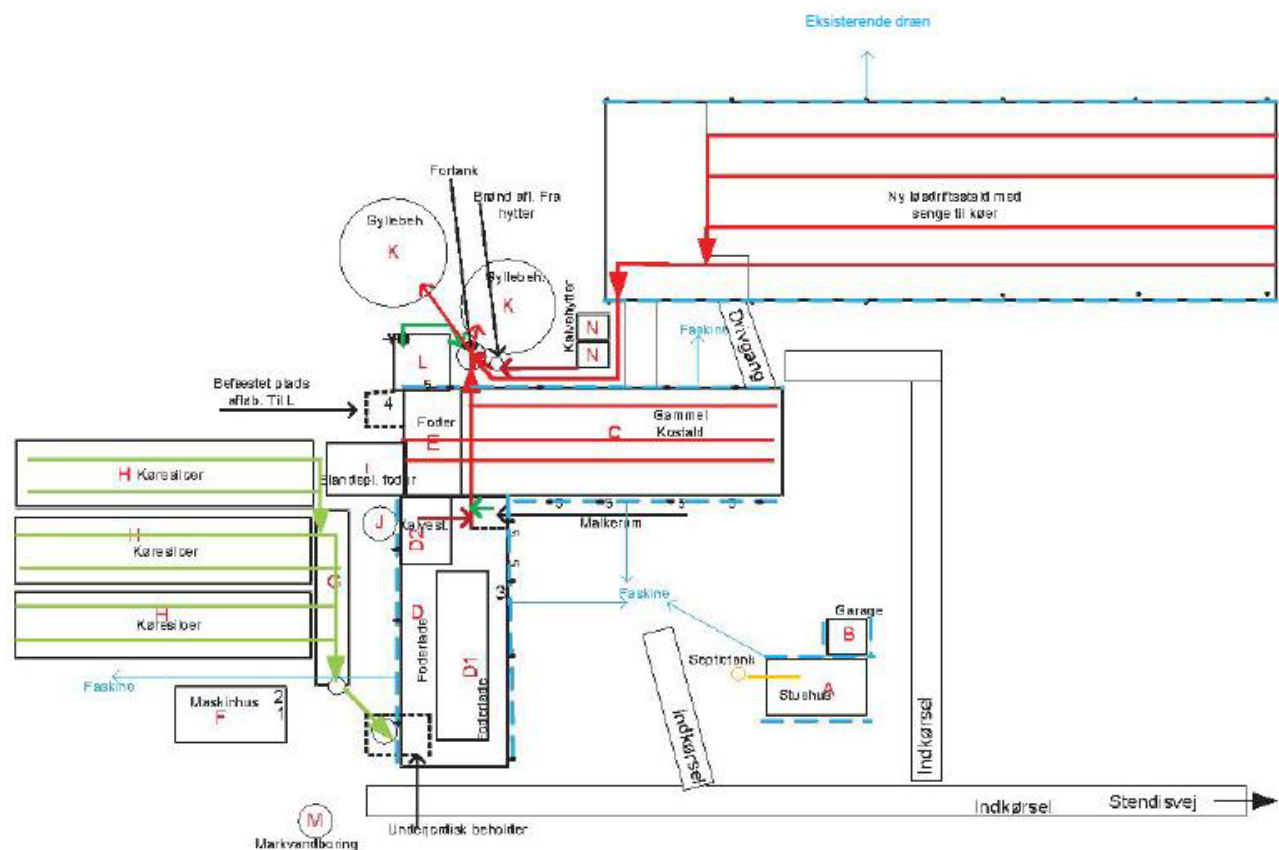 Eksisterende dræn
Fortank
Brønd afl. Fra
hytter
Ny løsdriftsstald med
senge til køer
Gyllebeh.
K
Gyllebeh.
K
Kalvehytter
N
N
Faskine
Drivgang
L
5
Befæstet plads
afløb. Til L
4
Foder
E
C
Gammel
Kostald
H Køresiloer
I
Blandepl. foder
H
Køresiloer
H
Køresiloer
G
J
Kalvest.
D2
Malkerum
3
D
Foderlade
D1
Foderlade
Faskine
Garage
B
Septictank
Stuehus
A
Faskine
Maskinhus
F
2
1
indkørsel
Indkørsel
Indkørsel
Stendisvej
M
Markvandboring
Underjordisk beholder